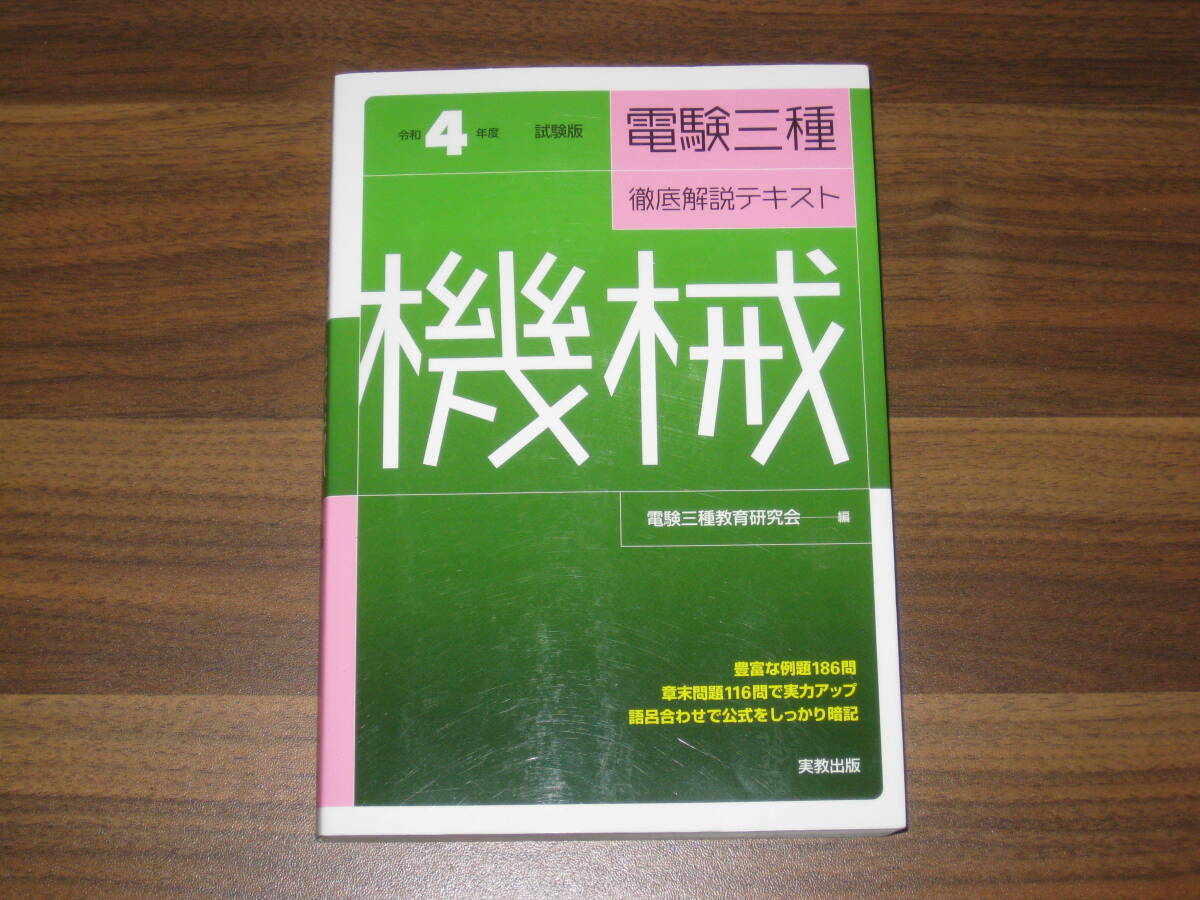 令和4年度 試験版
電験三種
徹底解説テキスト
機械
電験三種教育研究会 編
豊富な例題186問
章末問題116問で実力アップ
語呂合わせで公式をしっかり暗記
実教出版